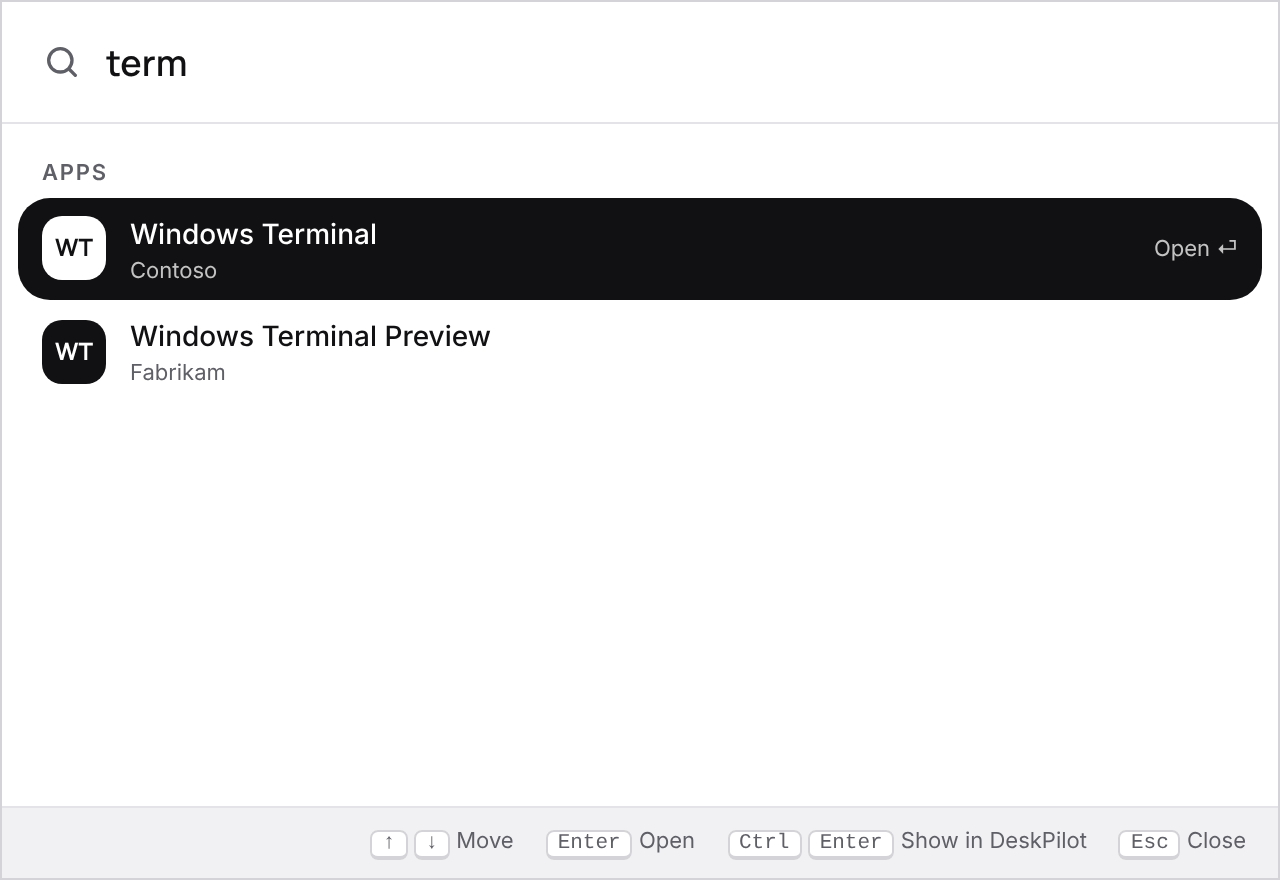 term
APPS
WT
Windows Terminal
Contoso
Open ⏎
WT
Windows Terminal Preview
Fabrikam
↑ ↓ Move Enter Open Ctrl Enter Show in DeskPilot Esc Close